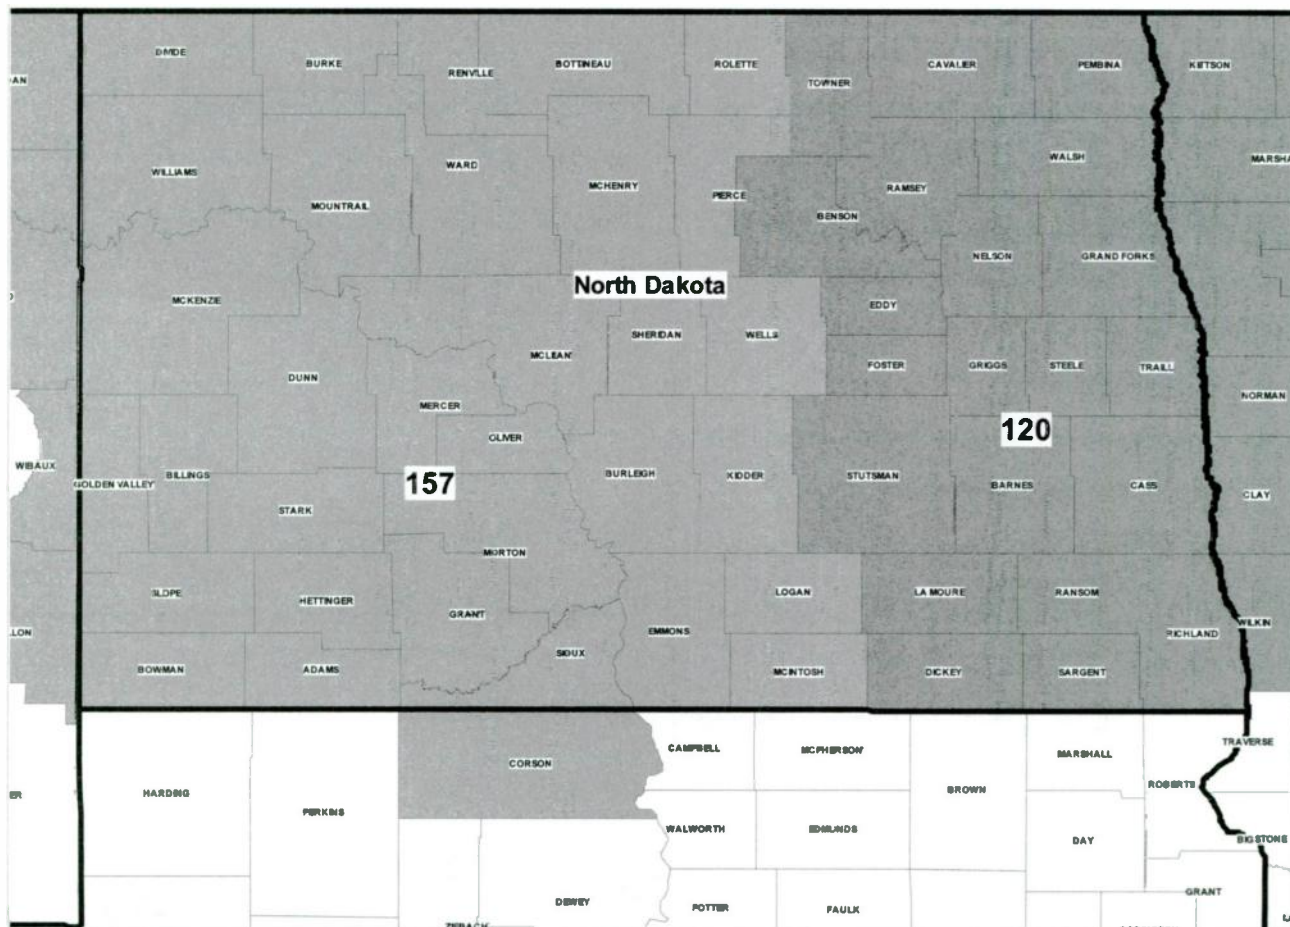 DIVIDE
BURKE
RENVILLE
BOTTINEAU
ROLETTE
TOWNER
CAVALIER
PEMBINA
KITTSON
WILLIAMS
MOUNTRAIL
WARD
MCHENRY
PIERCE
BENSON
RAMSEY
WALSH
MARSHA
NELSON
GRAND FORKS
North Dakota
MCKENZIE
EDDY
SHERIDAN
WELLS
MCLEAN
DUNN
FOSTER
GRIGGS
STEELE
TRAILL
NORMAN
MERCER
OLIVER
120
WIBAUX
GOLDEN VALLEY
BILLINGS
157
BURLEIGH
KIDDER
STUTSMAN
BARNES
CASS
CLAY
STARK
MORTON
SLOPE
HETTINGER
GRANT
LOGAN
LA MOURE
RANSOM
EMMONS
RICHLAND
WILKIN
LON
BOWMAN
ADAMS
SIOUX
MCINTOSH
DICKEY
SARGENT
CAMPBELL
MCPHERSON
MARSHALL
TRAVERSE
CORSON
HARDING
PERKINS
BROWN
ROBERTS
ER
WALWORTH
EDMUNDS
DAY
BIG STONE
DEWEY
POTTER
FAULK
GRANT